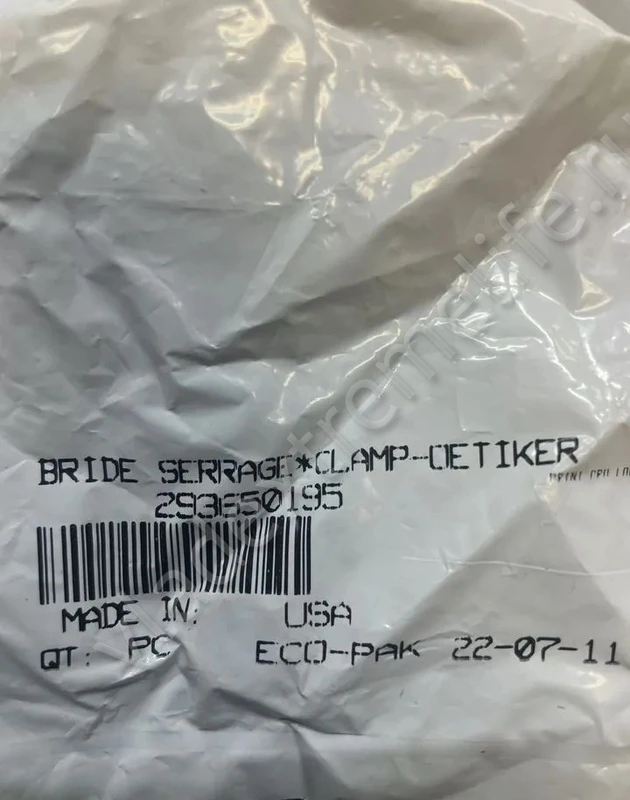 BRIDE SERRAGE*CLAMP-OETIKER
293650195
MADE IN: USA
QT: PC ECO-PAK 22-07-11